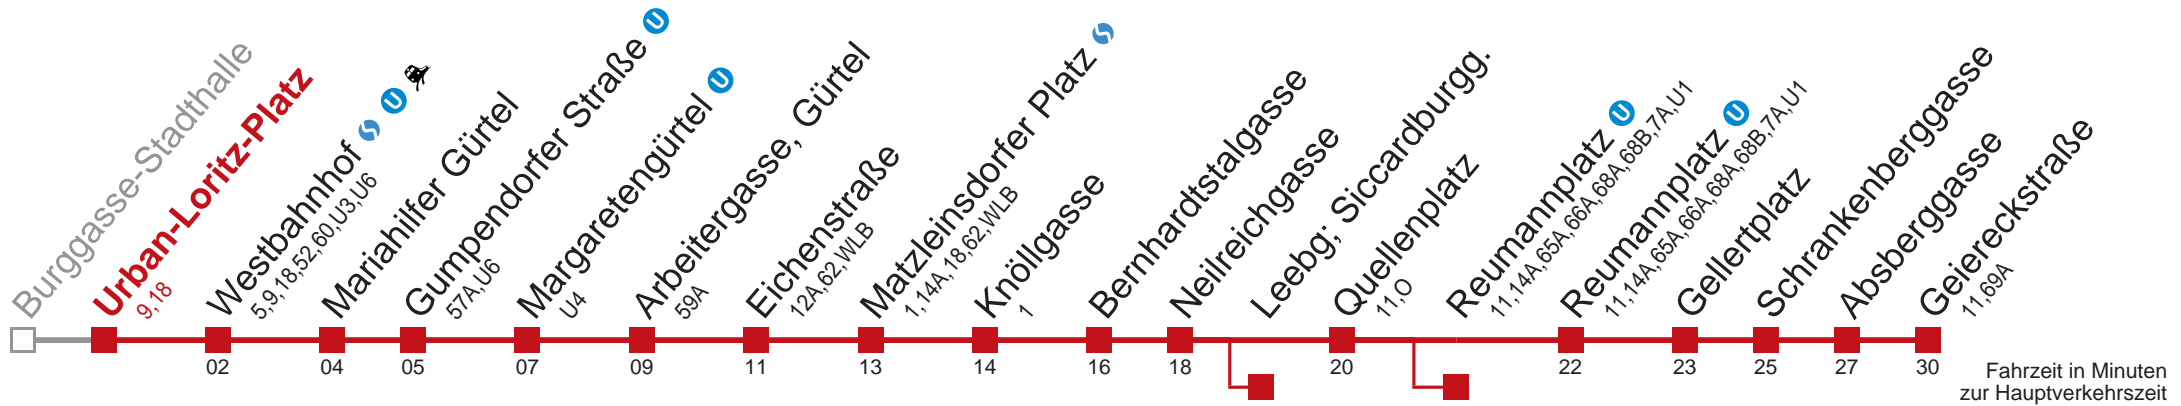 Burggasse-Stadthalle
Urban-Loritz-Platz
9,18
Westbahnhof
5,9,18,52,60,U3,U6
Mariahilfer Gürtel
Gumpendorfer Straße U
57A,U6
Margaretengürtel U
U4
Arbeitergasse, Gürtel
59A
Eichenstraße
12A,62,WLB
Matzleinsdorfer Platz
1,14A,18,62,WLB
Knöllgasse
1
Bernhardtstalgasse
Neilreichgasse
Leebg; Siccardburgg.
Quellenplatz
11,O
Reumannplatz U
11,14A,65A,66A,68A,68B,7A,U1
Reumannplatz U
11,14A,65A,66A,68A,68B,7A,U1
Gellertplatz
Schrankenberggasse
Absberggasse
Geiereckstraße
11,69A
02 04 05 07 09 11 13 14 16 18 20 22 23 25 27 30
Fahrzeit in Minuten
zur Hauptverkehrszeit